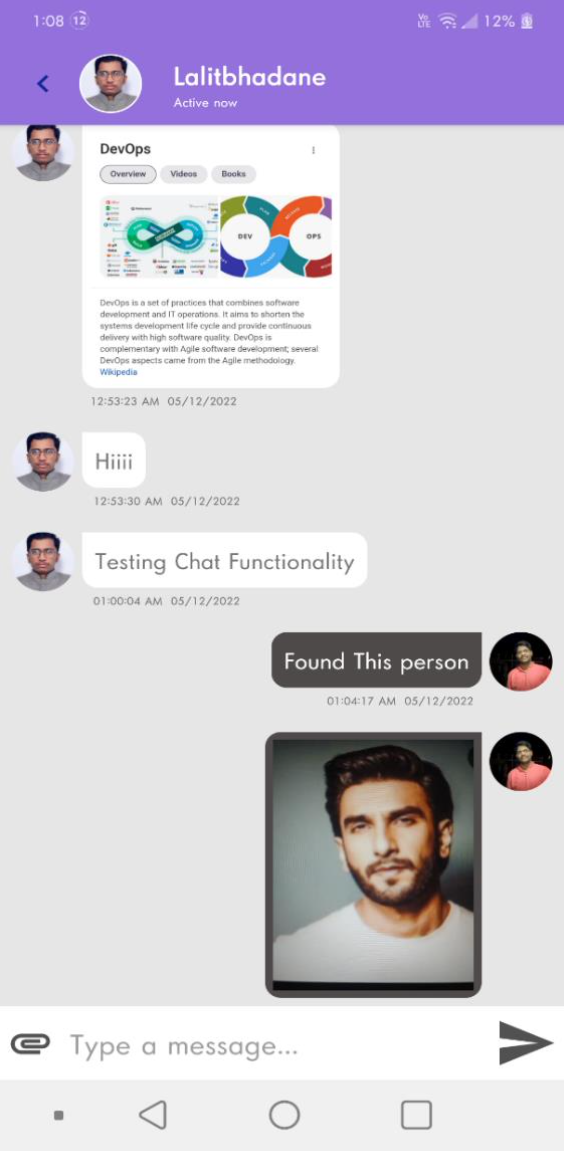 1:08 12
Vo LTE 12%
Lalitbhadane
Active now
DevOps
Overview Videos Books
DEV OPS
DevOps is a set of practices that combines software
development and IT operations. It aims to shorten the
systems development life cycle and provide continuous
delivery with high software quality. DevOps is
complementary with Agile software development; several
DevOps aspects came from the Agile methodology.
Wikipedia
12:53:23 AM 05/12/2022
Hiiii
12:53:30 AM 05/12/2022
Testing Chat Functionality
01:00:04 AM 05/12/2022
Found This person
01:04:17 AM 05/12/2022
Type a message...